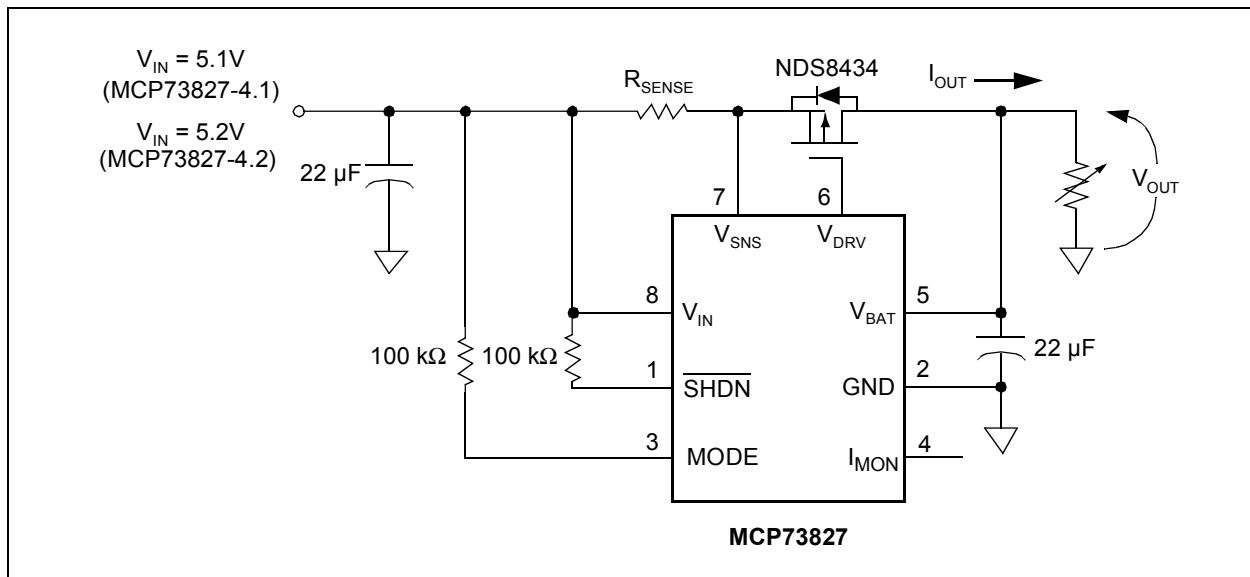 V_IN = 5.1V
(MCP73827-4.1)
V_IN = 5.2V
(MCP73827-4.2)
22 µF
R_SENSE
NDS8434
I_OUT
V_OUT
7
6
V_SNS
V_DRV
8
V_IN
V_BAT
5
100 kΩ
100 kΩ
22 µF
1
SHDN
GND
2
3
MODE
I_MON
4
MCP73827